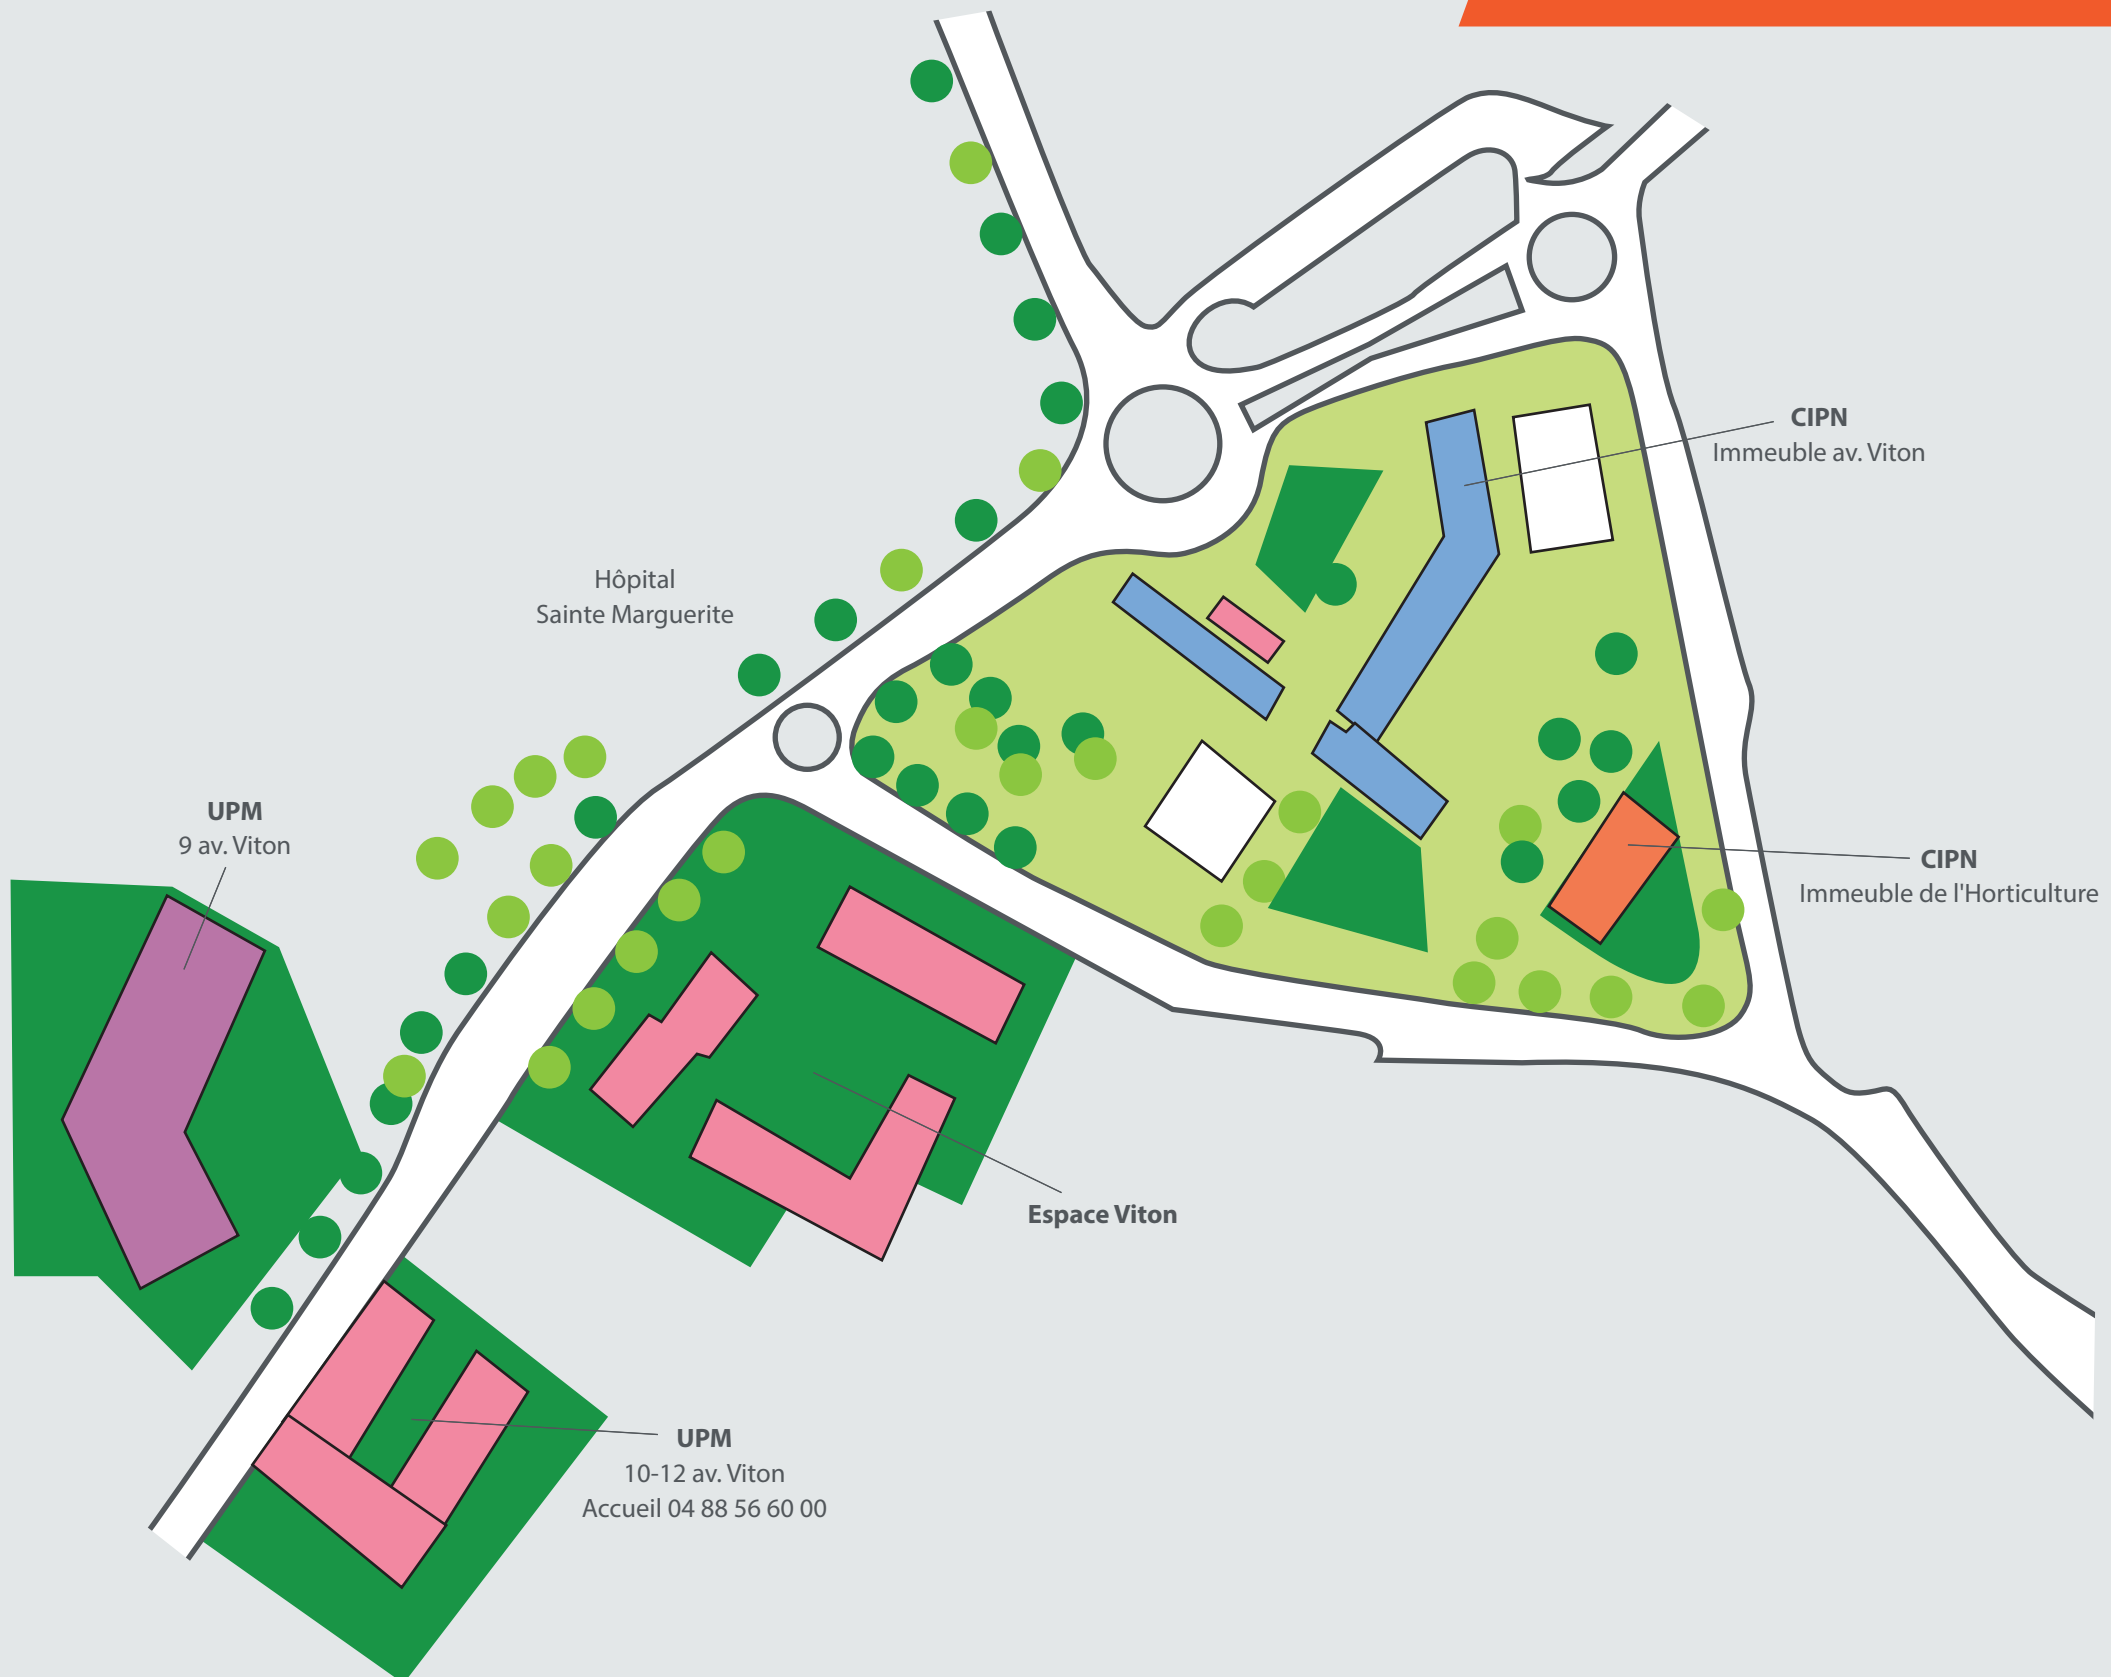 CIPN
Immeuble av. Viton
Hôpital
Sainte Marguerite
UPM
9 av. Viton
CIPN
Immeuble de l'Horticulture
Espace Viton
UPM
10-12 av. Viton
Accueil 04 88 56 60 00